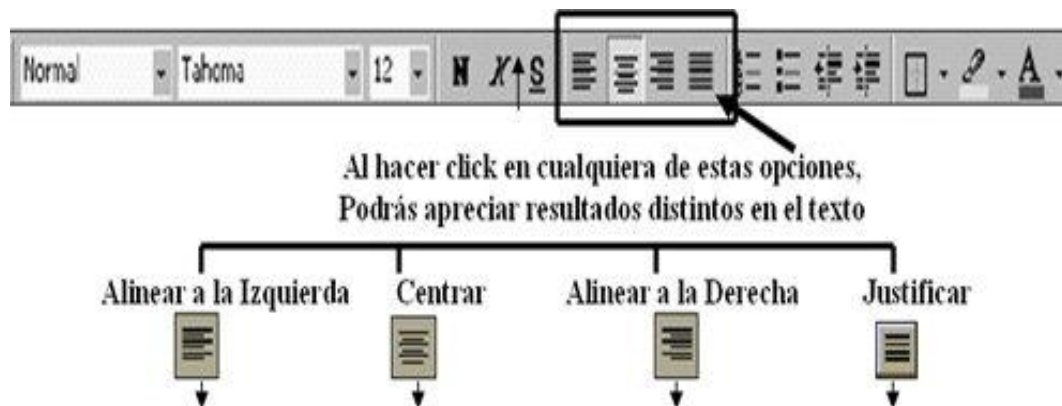 Normal Tahoma 12 N X S A
Al hacer click en cualquiera de estas opciones,
Podrás apreciar resultados distintos en el texto
Alinear a la Izquierda Centrar Alinear a la Derecha Justificar